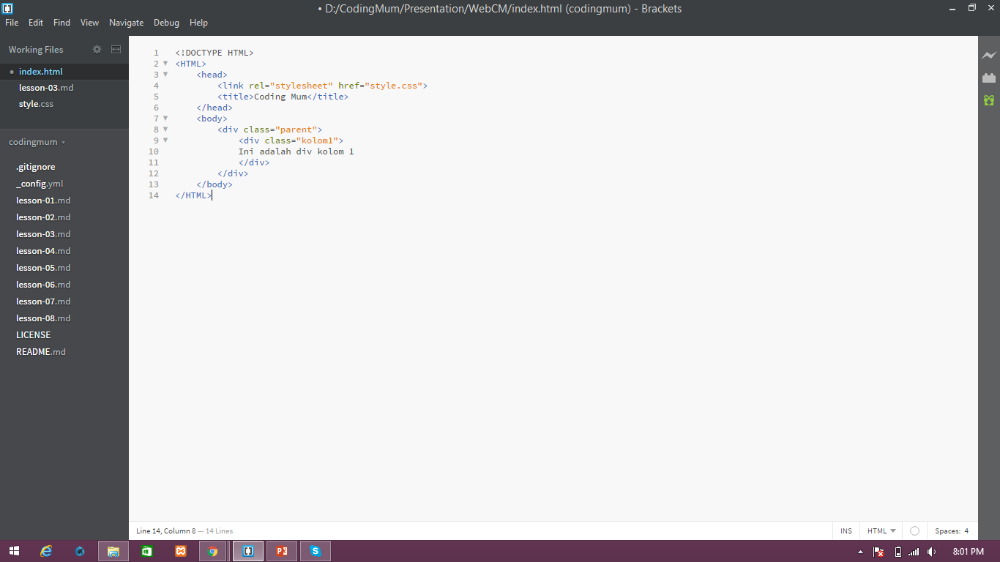 • D:/CodingMum/Presentation/WebCM/index.html (codingmum) - Brackets
File Edit Find View Navigate Debug Help
Working Files
index.html
lesson-03.md
style.css
codingmum
.gitignore
_config.yml
lesson-01.md
lesson-02.md
lesson-03.md
lesson-04.md
lesson-05.md
lesson-06.md
lesson-07.md
lesson-08.md
LICENSE
README.md
1 <!DOCTYPE HTML>
2 <HTML>
3 <head>
4 <link rel="stylesheet" href="style.css">
5 <title>Coding Mum</title>
6 </head>
7 <body>
8 <div class="parent">
9 <div class="kolom1">
10 Ini adalah div kolom 1
11 </div>
12 </div>
13 </body>
14 </HTML>
Line 14, Column 8 — 14 Lines INS HTML Spaces: 4
8:01 PM